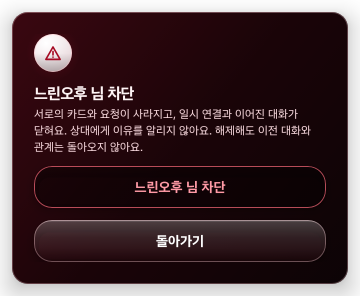 느린오후 님 차단
서로의 카드와 요청이 사라지고, 일시 연결과 이어진 대화가
닫혀요. 상대에게 이유를 알리지 않아요. 해제해도 이전 대화와
관계는 돌아오지 않아요.
느린오후 님 차단
돌아가기